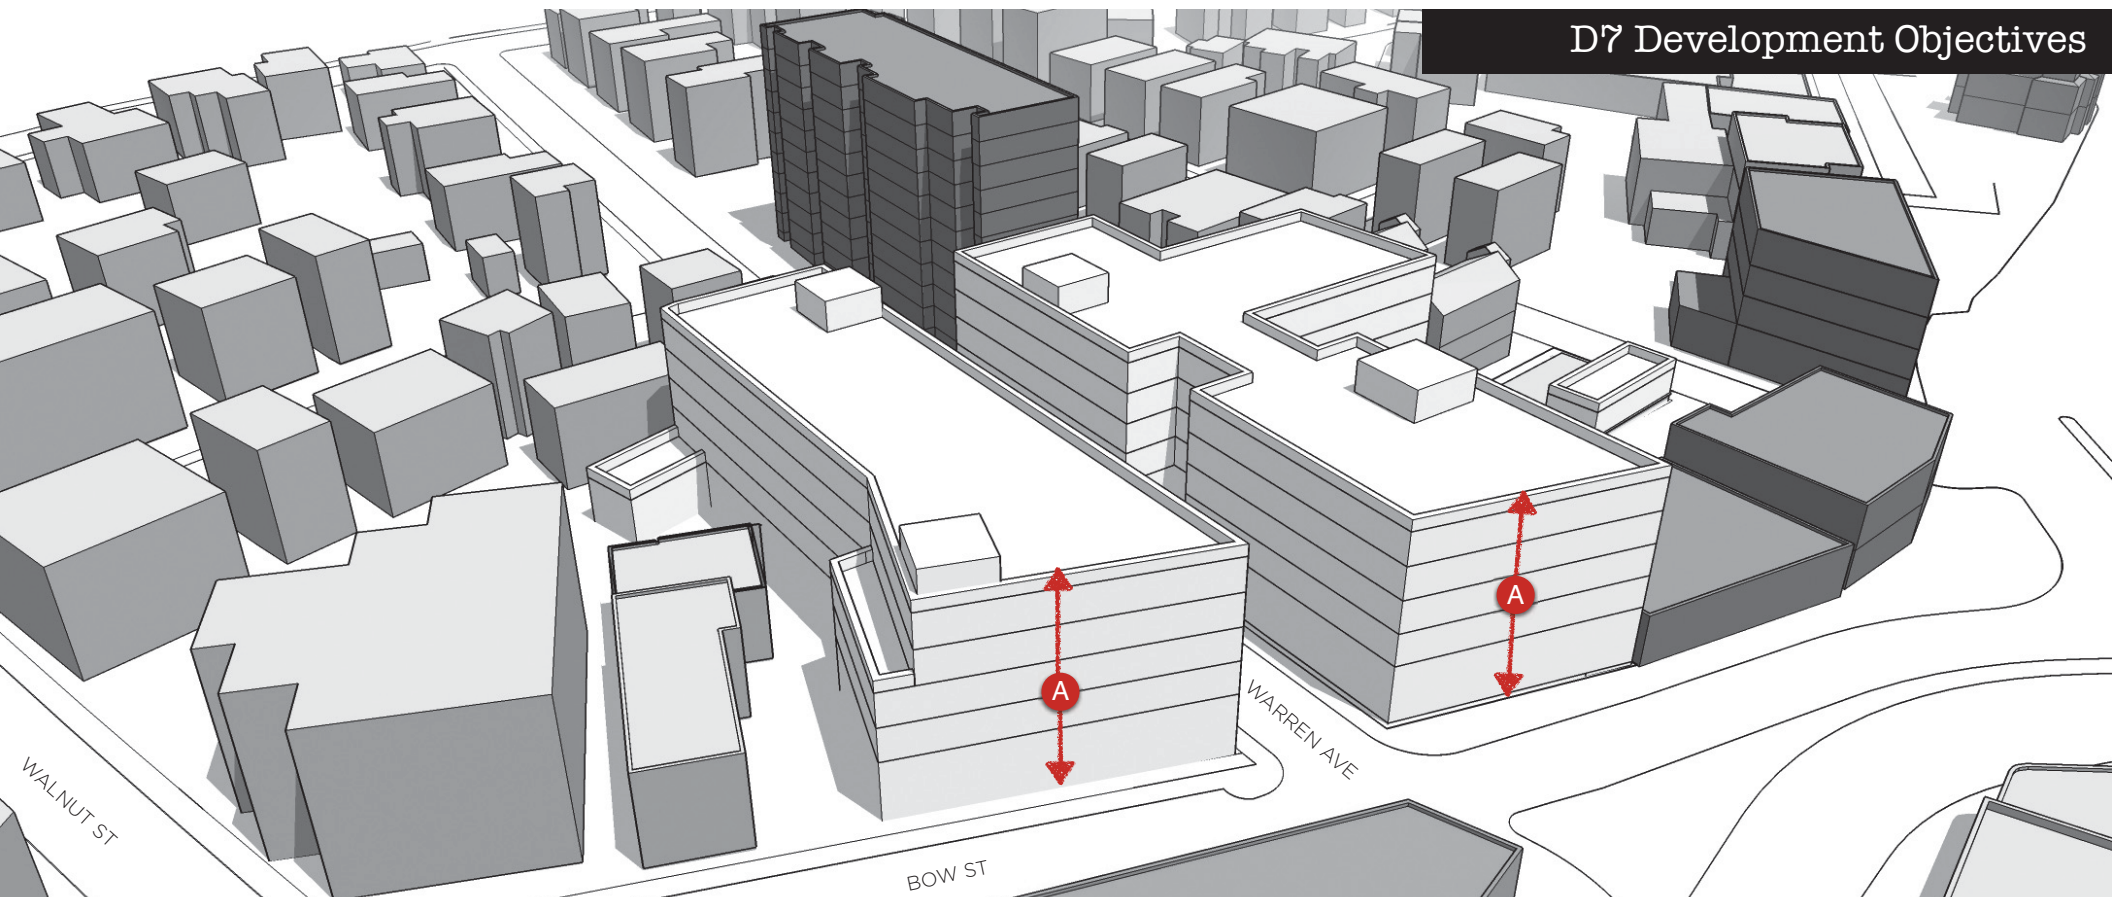 D7 Development Objectives
A
A
WARREN AVE
WALNUT ST
BOW ST